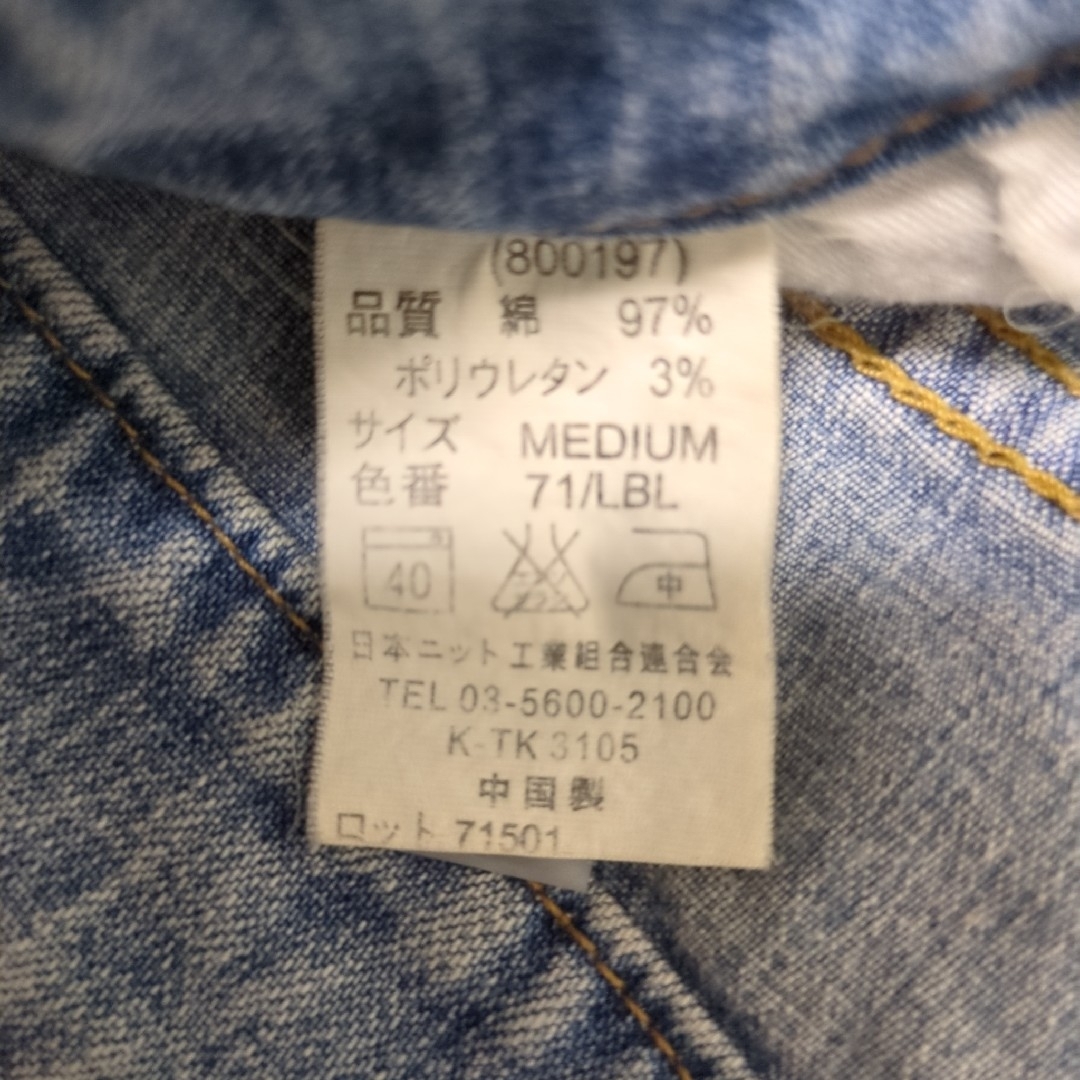 (800197)
品質 綿 97%
ポリウレタン 3%
サイズ MEDIUM
色番 71/LBL
40 中
日本ニット工業組合連合会
TEL 03-5600-2100
K-TK 3105
中国製
ロット 71501